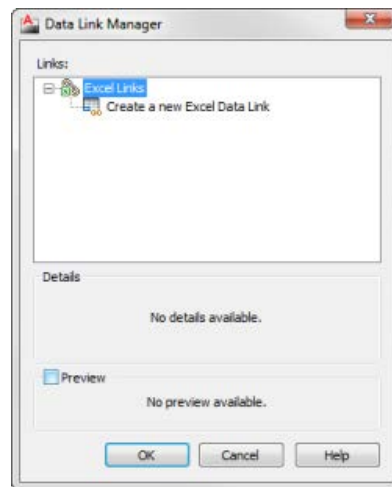 Data Link Manager
Links:
Excel Links
Create a new Excel Data Link
Details
No details available.
Preview
No preview available.
OK Cancel Help